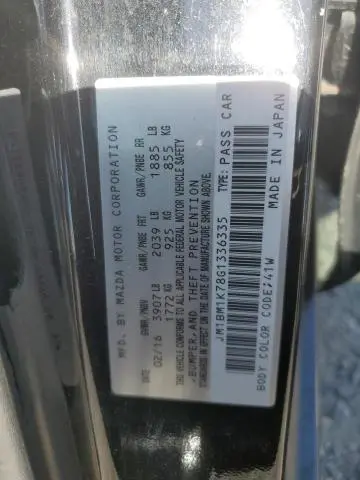 MFD. BY MAZDA MOTOR CORPORATION
DATE GVWR/PNBV GAWR/PNBE FRT GAWR/PNBE RR
02/16 3907 LB 2039 LB 1885 LB
1772 KG 925 KG 855 KG
THIS VEHICLE CONFORMS TO ALL APPLICABLE FEDERAL MOTOR VEHICLE SAFETY
,BUMPER,AND THEFT PREVENTION
STANDARDS IN EFFECT ON THE DATE OF MANUFACTURE SHOWN ABOVE.
JM1BM1K78G1336335 TYPE: PASS CAR
BODY COLOR CODE:41W MADE IN JAPAN